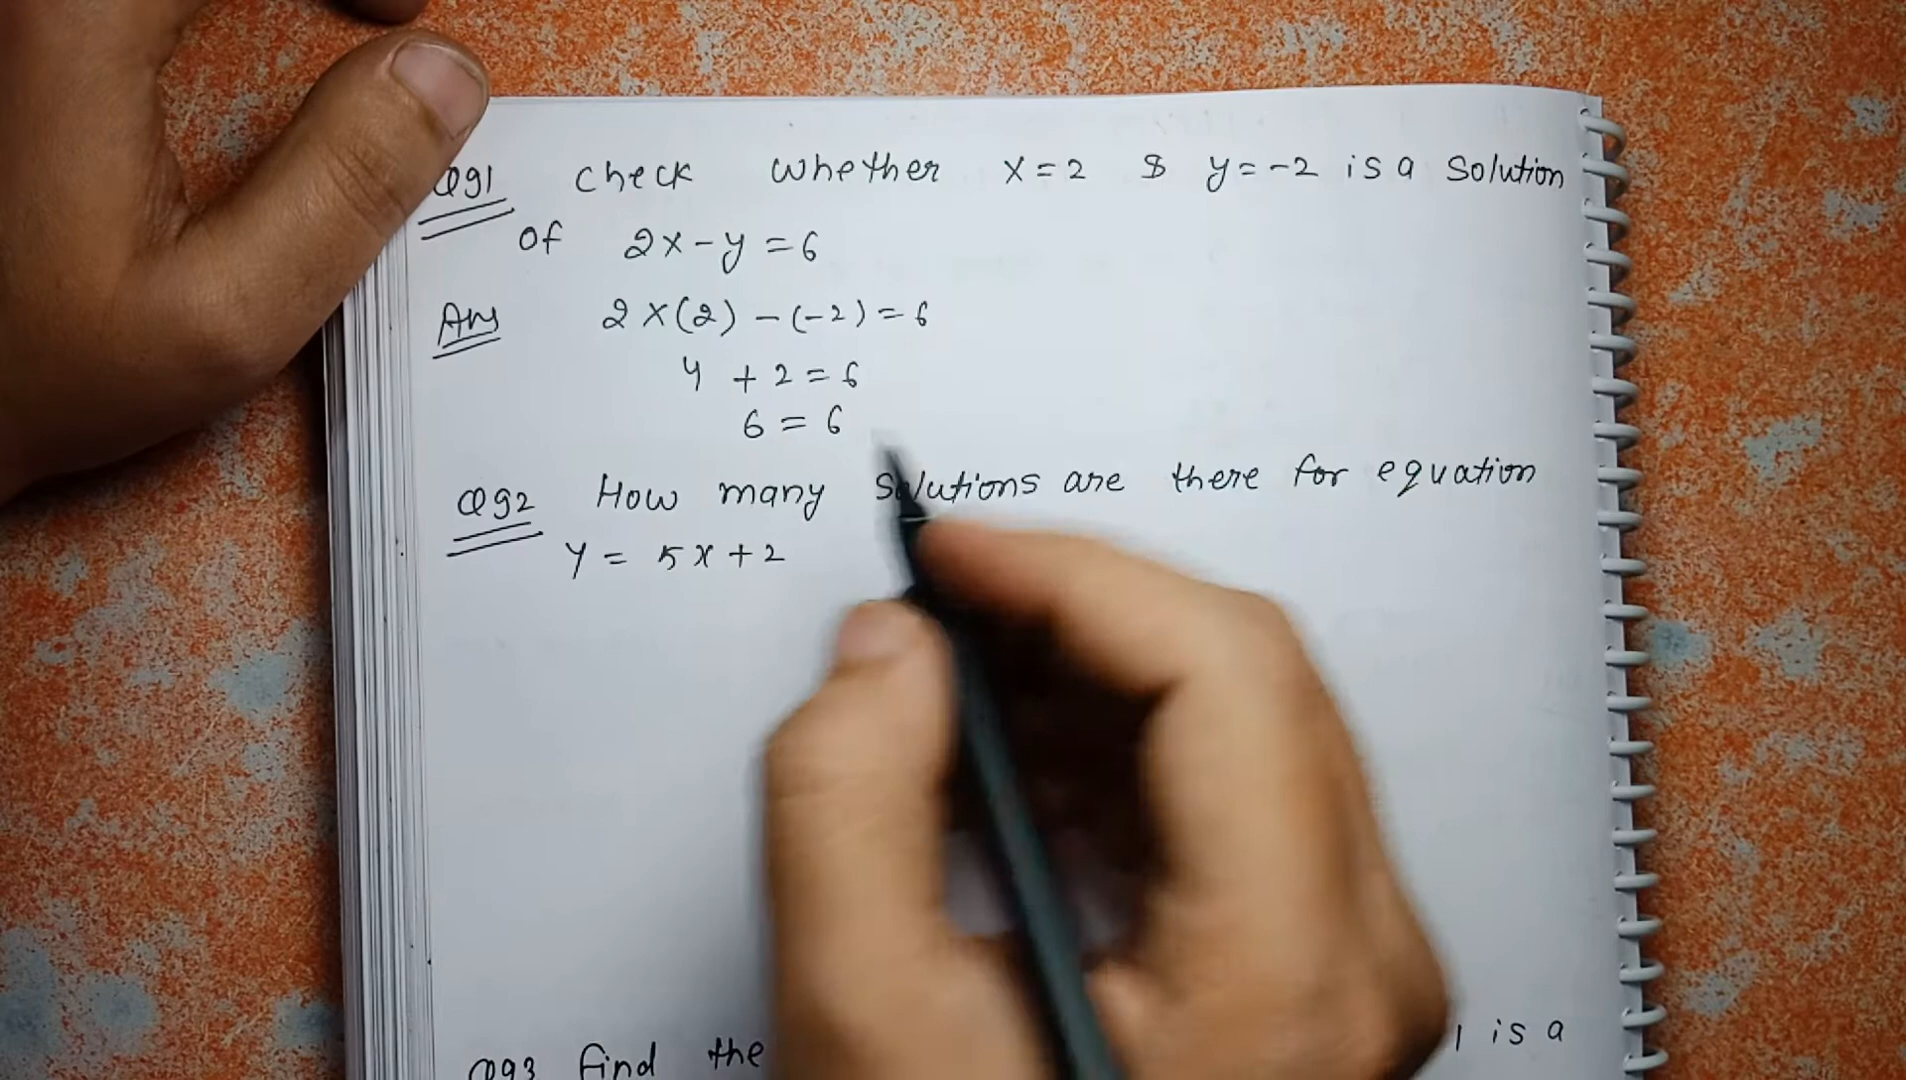 Q91 Check Whether x = 2 & y = -2 is a solution
of 2x - y = 6
Ans 2 x (2) - (-2) = 6
4 + 2 = 6
6 = 6
Q92 How many solutions are there for equation
y = 5x + 2
Q93 find the 1 is a